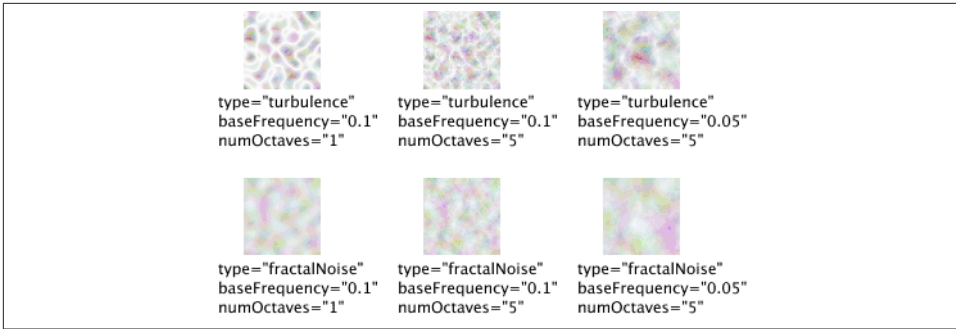 type="turbulence"
baseFrequency="0.1"
numOctaves="1"
type="turbulence"
baseFrequency="0.1"
numOctaves="5"
type="turbulence"
baseFrequency="0.05"
numOctaves="5"
type="fractalNoise"
baseFrequency="0.1"
numOctaves="1"
type="fractalNoise"
baseFrequency="0.1"
numOctaves="5"
type="fractalNoise"
baseFrequency="0.05"
numOctaves="5"